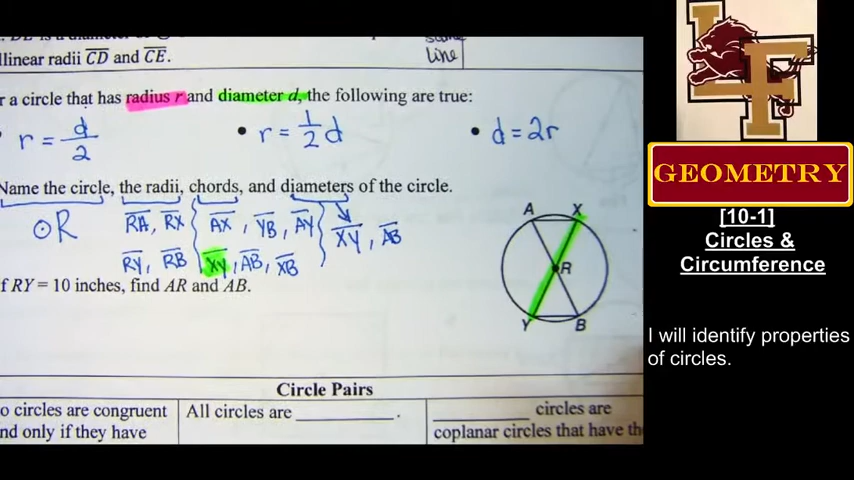 llinear radii CD and CE.
line
r a circle that has radius r and diameter d, the following are true:
r = d/2 • r = 1/2 d • d = 2r
Name the circle, the radii, chords, and diameters of the circle.
⊙R RA, RX AX, YB, AY XY, AB
RY, RB XY, AB, XB
f RY = 10 inches, find AR and AB.
A X
R
Y B
Circle Pairs
o circles are congruent
nd only if they have
All circles are ________ .
________ circles are
coplanar circles that have th
LF
GEOMETRY
[10-1]
Circles &
Circumference
I will identify properties
of circles.